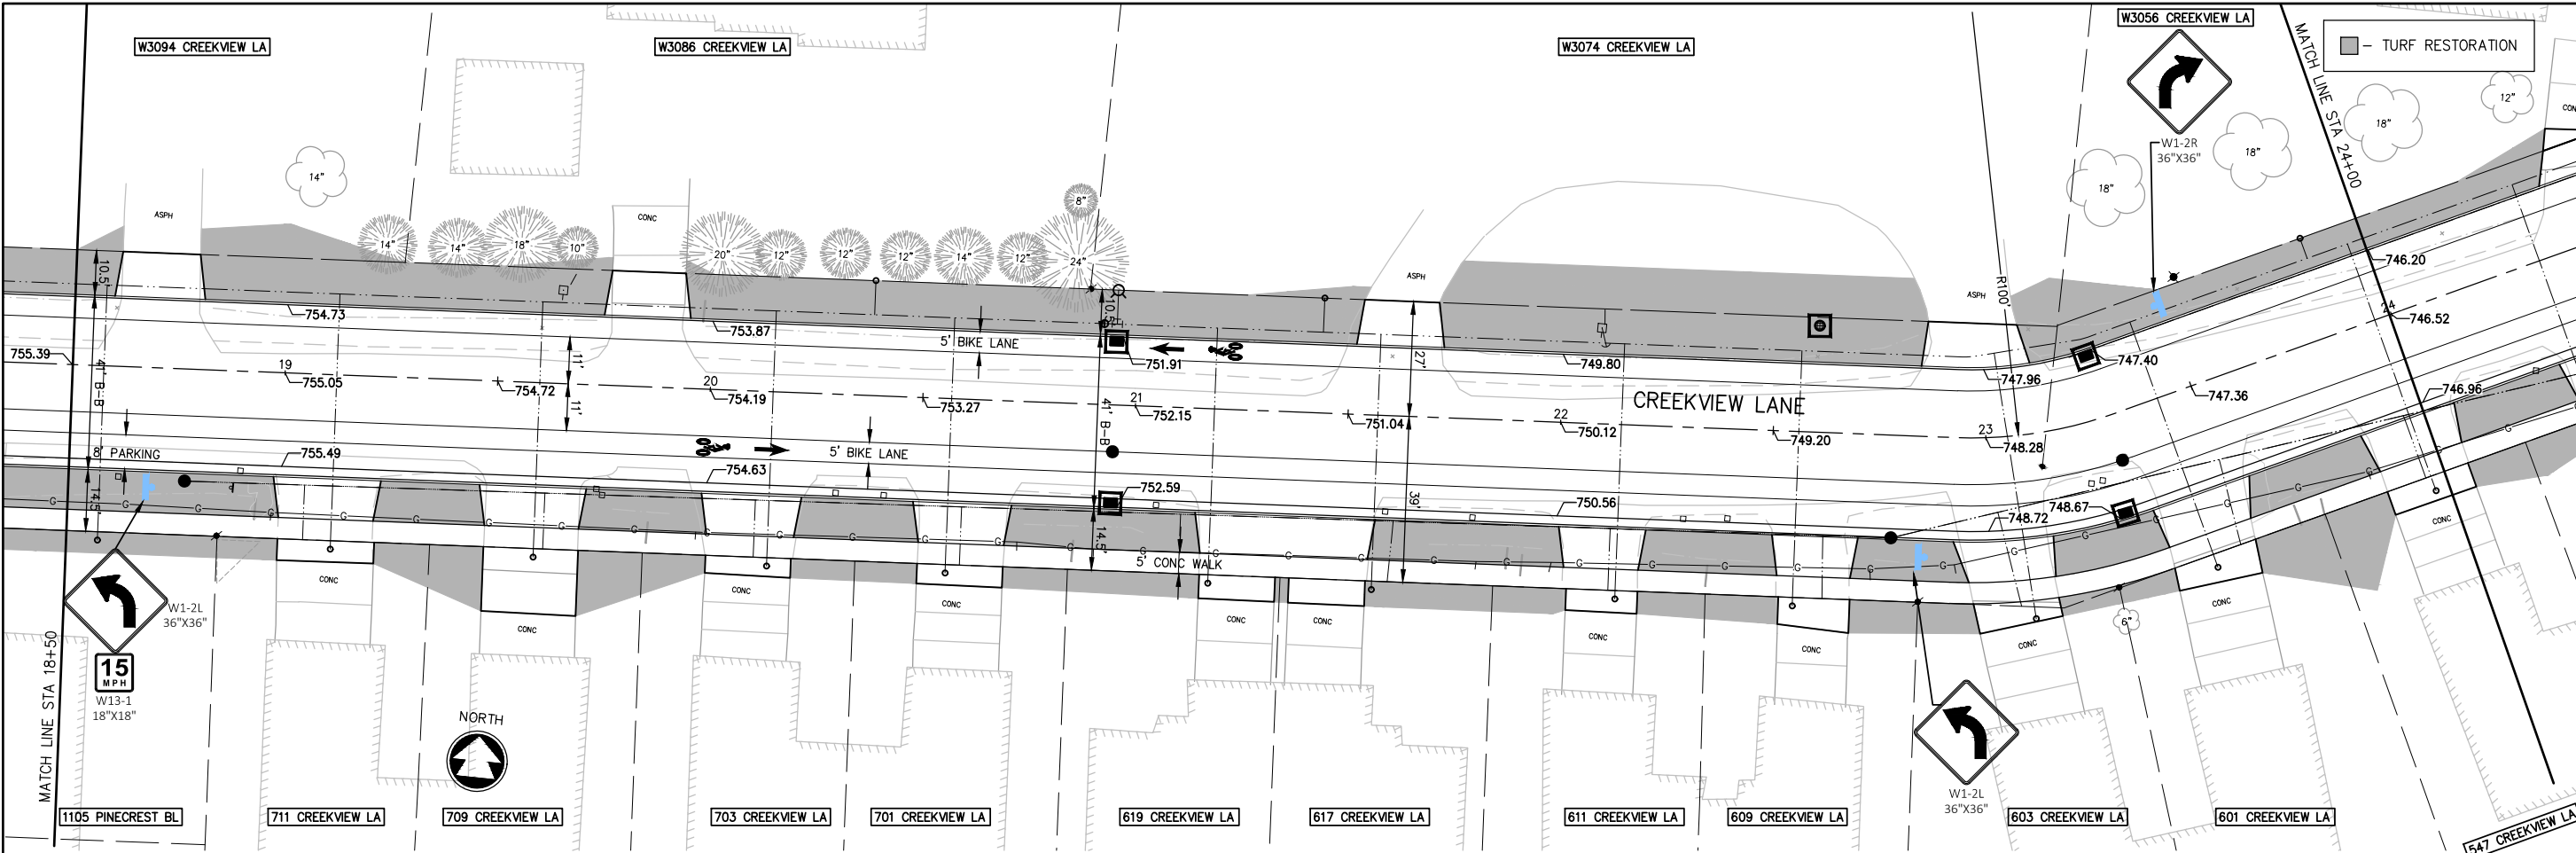 W3094 CREEKVIEW LA
W3086 CREEKVIEW LA
W3074 CREEKVIEW LA
W3056 CREEKVIEW LA
MATCH LINE STA 24+00
- TURF RESTORATION
W1-2R
36"X36"
12"
18"
18"
18"
14"
ASPH
CONC
8"
14"
14"
18"
10"
20"
12"
12"
12"
14"
12"
24"
ASPH
ASPH
R100'
10.5'
10.5'
754.73
753.87
5' BIKE LANE
751.91
749.80
747.96
747.40
746.20
24
746.52
755.39
41' B-B
19
755.05
11'
11'
754.72
20
754.19
753.27
21
752.15
41' B-B
27'
751.04
22
750.12
CREEKVIEW LANE
749.20
23
748.28
747.36
746.96
8' PARKING
755.49
754.63
5' BIKE LANE
752.59
39'
750.56
748.72
748.67
14.5'
14.5'
G G G G G G G G G G G G G G G G G G G G G G G G G G G G G G G G G
5' CONC WALK
CONC
CONC
CONC
CONC
CONC
CONC
CONC
CONC
CONC
CONC
CONC
6"
W1-2L
36"X36"
15
MPH
W13-1
18"X18"
MATCH LINE STA 18+50
NORTH
W1-2L
36"X36"
1105 PINECREST BL
711 CREEKVIEW LA
709 CREEKVIEW LA
703 CREEKVIEW LA
701 CREEKVIEW LA
619 CREEKVIEW LA
617 CREEKVIEW LA
611 CREEKVIEW LA
609 CREEKVIEW LA
603 CREEKVIEW LA
601 CREEKVIEW LA
547 CREEKVIEW LA